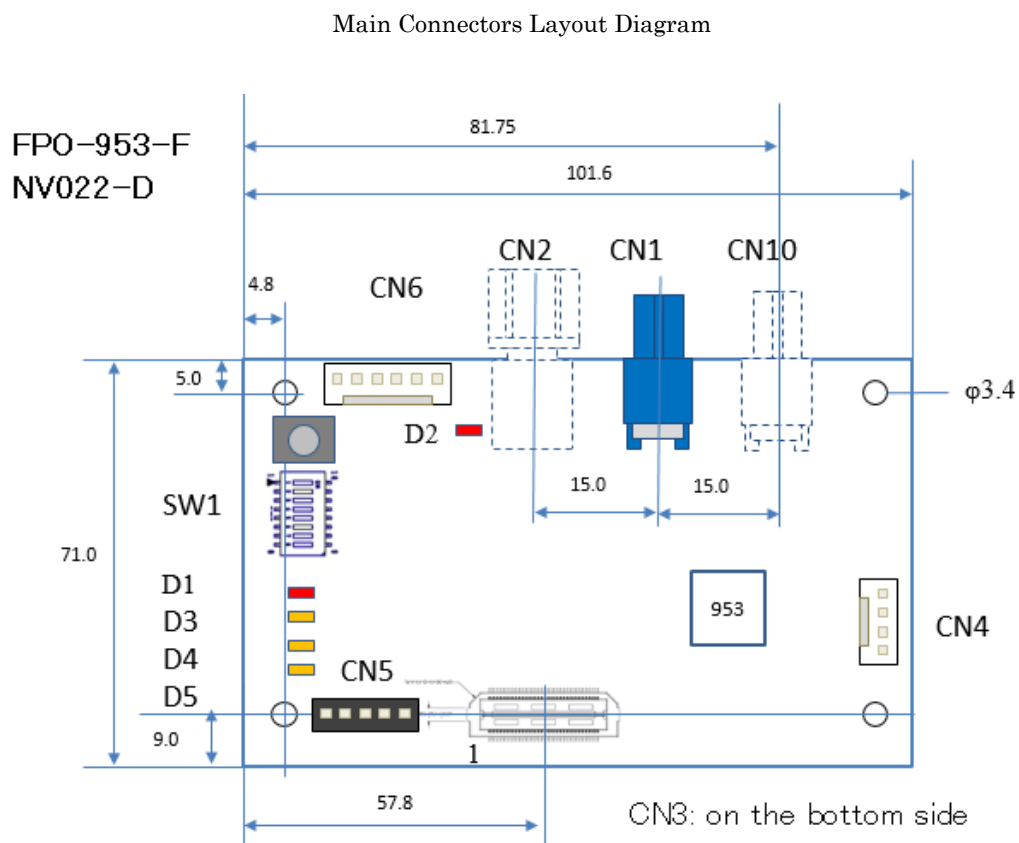 Main Connectors Layout Diagram
FPO-953-F
NV022-D
81.75
101.6
CN2
CN1
CN10
4.8
CN6
5.0
φ3.4
D2
15.0
15.0
SW1
71.0
D1
D3
D4
D5
953
CN4
CN5
9.0
1
57.8
CN3: on the bottom side